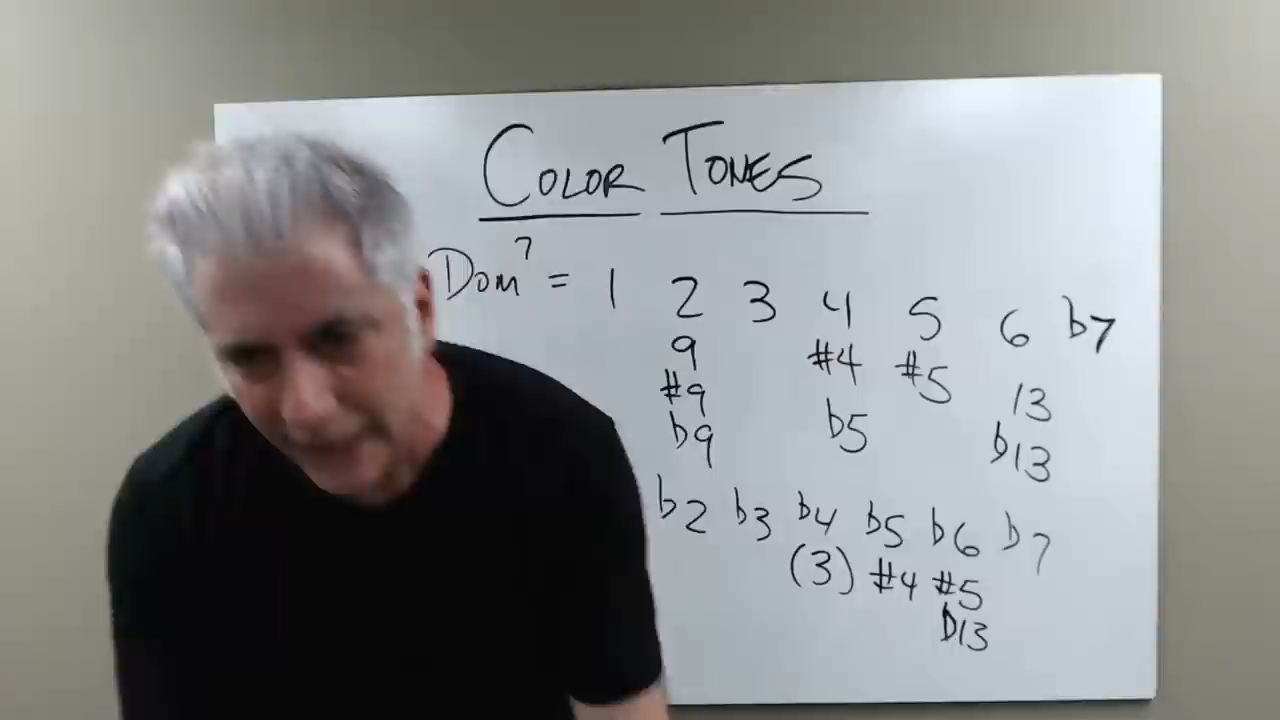 COLOR TONES
Dom7 = 1 2 3 4 5 6 b7
9 #4 #5 13
#9 b5 b13
b9
b2 b3 b4 b5 b6 b7
(3) #4 #5
b13